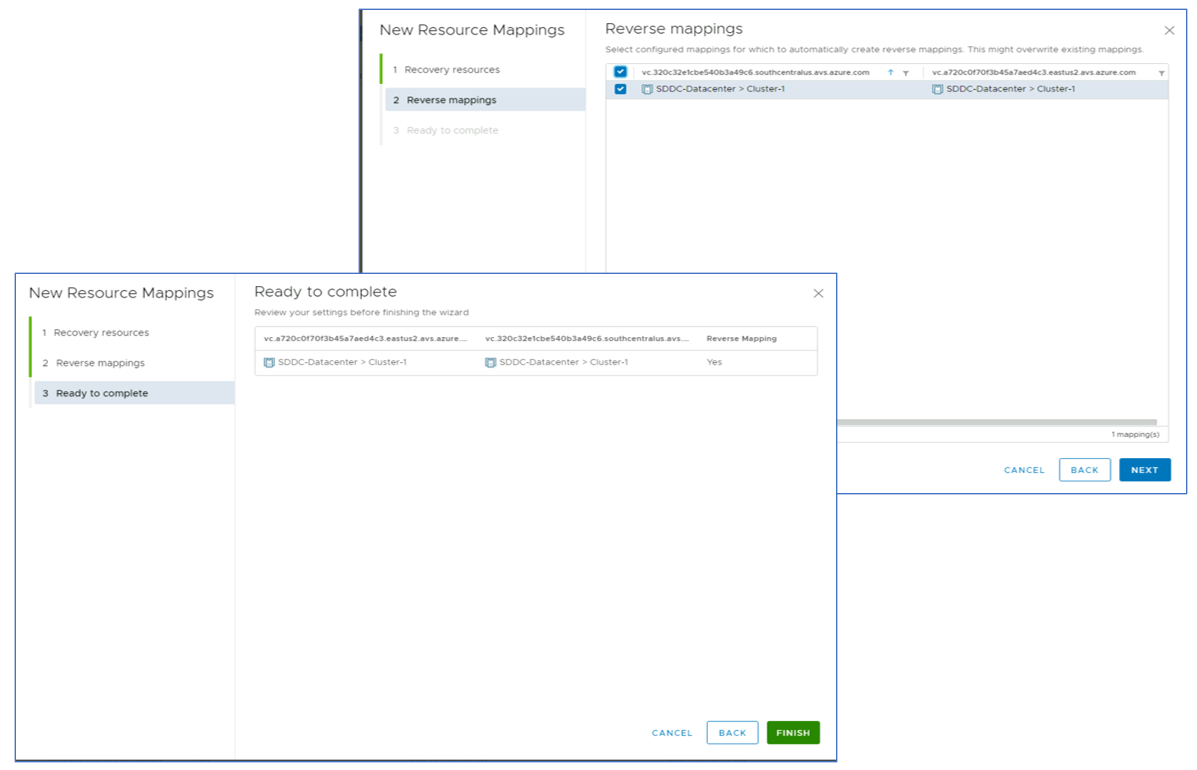 New Resource Mappings
1 Recovery resources
2 Reverse mappings
3 Ready to complete
Reverse mappings
Select configured mappings for which to automatically create reverse mappings. This might overwrite existing mappings.
vc.320c32e1cbe540b3a49c6.southcentralus.avs.azure.com vc.a720c0f70f3b45a7aed4c3.eastus2.avs.azure.com
SDDC-Datacenter > Cluster-1 SDDC-Datacenter > Cluster-1
1 mapping(s)
CANCEL BACK NEXT
New Resource Mappings
1 Recovery resources
2 Reverse mappings
3 Ready to complete
Ready to complete
Review your settings before finishing the wizard
vc.a720c0f70f3b45a7aed4c3.eastus2.avs.azure.... vc.320c32e1cbe540b3a49c6.southcentralus.avs.... Reverse Mapping
SDDC-Datacenter > Cluster-1 SDDC-Datacenter > Cluster-1 Yes
CANCEL BACK FINISH